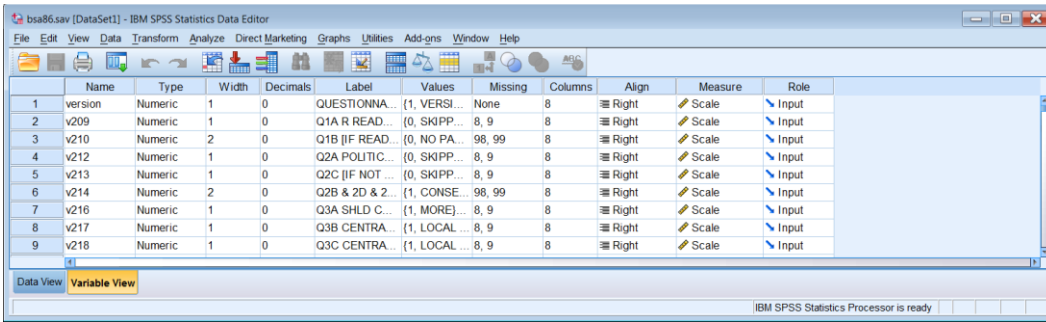 bsa86.sav [DataSet1] - IBM SPSS Statistics Data Editor
File Edit View Data Transform Analyze Direct Marketing Graphs Utilities Add-ons Window Help
Name Type Width Decimals Label Values Missing Columns Align Measure Role
1 version Numeric 1 0 QUESTIONNA... {1, VERSI... None 8 Right Scale Input
2 v209 Numeric 1 0 Q1A R READ... {0, SKIPP... 8, 9 8 Right Scale Input
3 v210 Numeric 2 0 Q1B [IF READ... {0, NO PA... 98, 99 8 Right Scale Input
4 v212 Numeric 1 0 Q2A POLITIC... {0, SKIPP... 8, 9 8 Right Scale Input
5 v213 Numeric 1 0 Q2C [IF NOT ... {0, SKIPP... 8, 9 8 Right Scale Input
6 v214 Numeric 2 0 Q2B & 2D & 2... {1, CONSE... 98, 99 8 Right Scale Input
7 v216 Numeric 1 0 Q3A SHLD C... {1, MORE}... 8, 9 8 Right Scale Input
8 v217 Numeric 1 0 Q3B CENTRA... {1, LOCAL ... 8, 9 8 Right Scale Input
9 v218 Numeric 1 0 Q3C CENTRA... {1, LOCAL ... 8, 9 8 Right Scale Input
Data View Variable View
IBM SPSS Statistics Processor is ready